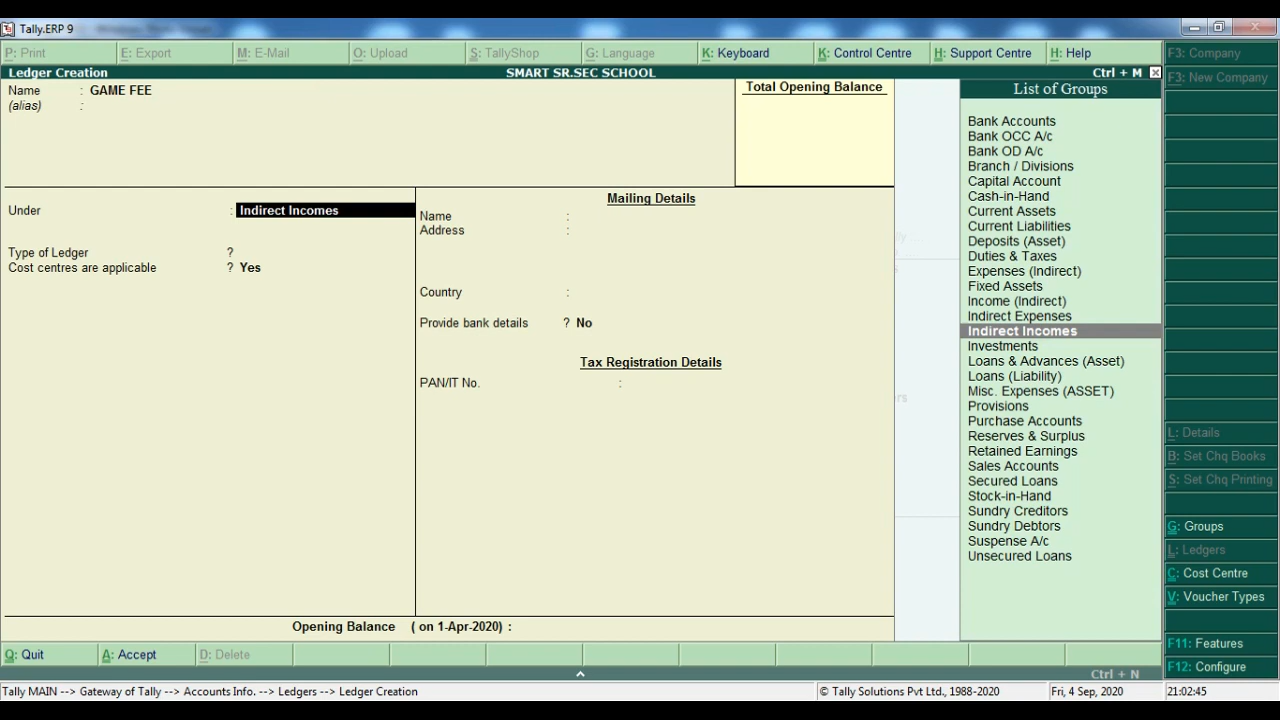 Tally.ERP 9
P: Print E: Export M: E-Mail O: Upload S: TallyShop G: Language K: Keyboard K: Control Centre H: Support Centre H: Help
F3: Company
F3: New Company
Ledger Creation SMART SR.SEC SCHOOL Ctrl + M
Name : GAME FEE
(alias) :
Total Opening Balance
Under : Indirect Incomes
Type of Ledger ?
Cost centres are applicable ? Yes
Mailing Details
Name :
Address :
Country :
Provide bank details ? No
Tax Registration Details
PAN/IT No. :
Opening Balance ( on 1-Apr-2020) :
List of Groups
Bank Accounts
Bank OCC A/c
Bank OD A/c
Branch / Divisions
Capital Account
Cash-in-Hand
Current Assets
Current Liabilities
Deposits (Asset)
Duties & Taxes
Expenses (Indirect)
Fixed Assets
Income (Indirect)
Indirect Expenses
Indirect Incomes
Investments
Loans & Advances (Asset)
Loans (Liability)
Misc. Expenses (ASSET)
Provisions
Purchase Accounts
Reserves & Surplus
Retained Earnings
Sales Accounts
Secured Loans
Stock-in-Hand
Sundry Creditors
Sundry Debtors
Suspense A/c
Unsecured Loans
L: Details
B: Set Chq Books
S: Set Chq Printing
G: Groups
L: Ledgers
C: Cost Centre
V: Voucher Types
F11: Features
F12: Configure
Q: Quit A: Accept D: Delete
Ctrl + N
Tally MAIN --> Gateway of Tally --> Accounts Info. --> Ledgers --> Ledger Creation © Tally Solutions Pvt Ltd., 1988-2020 Fri, 4 Sep, 2020 21:02:45